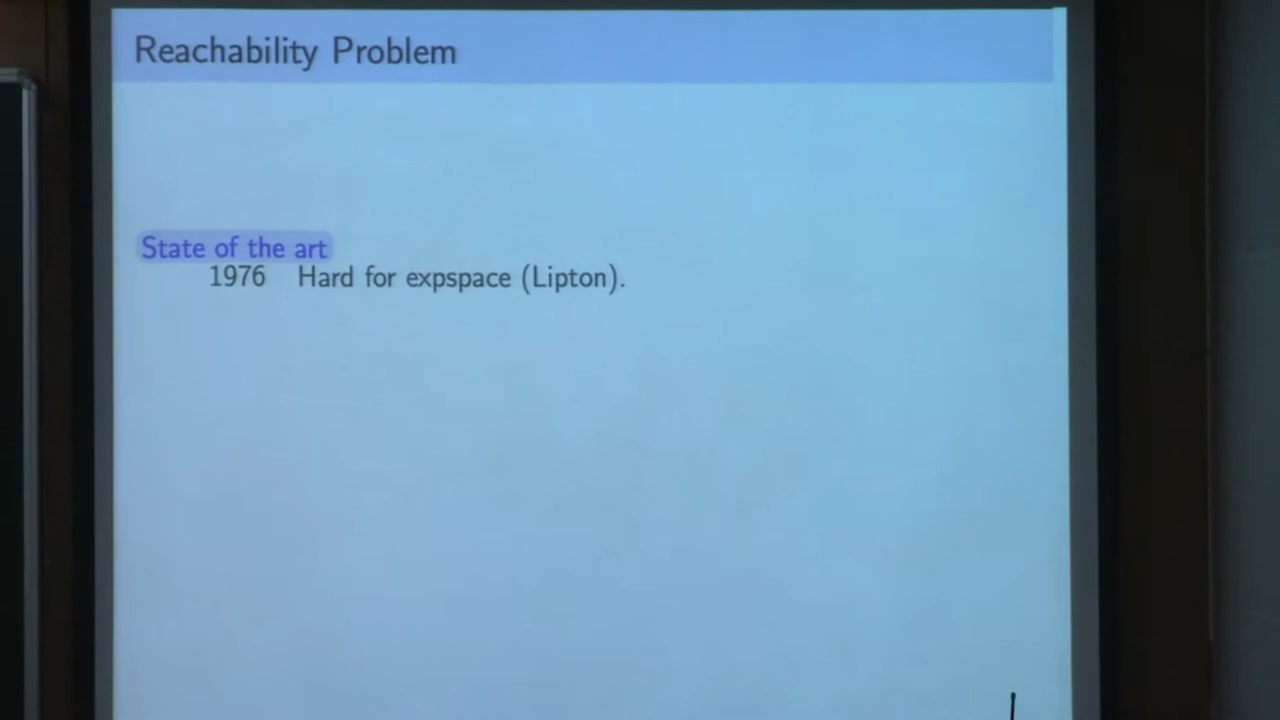 Reachability Problem
State of the art
1976 Hard for expspace (Lipton).